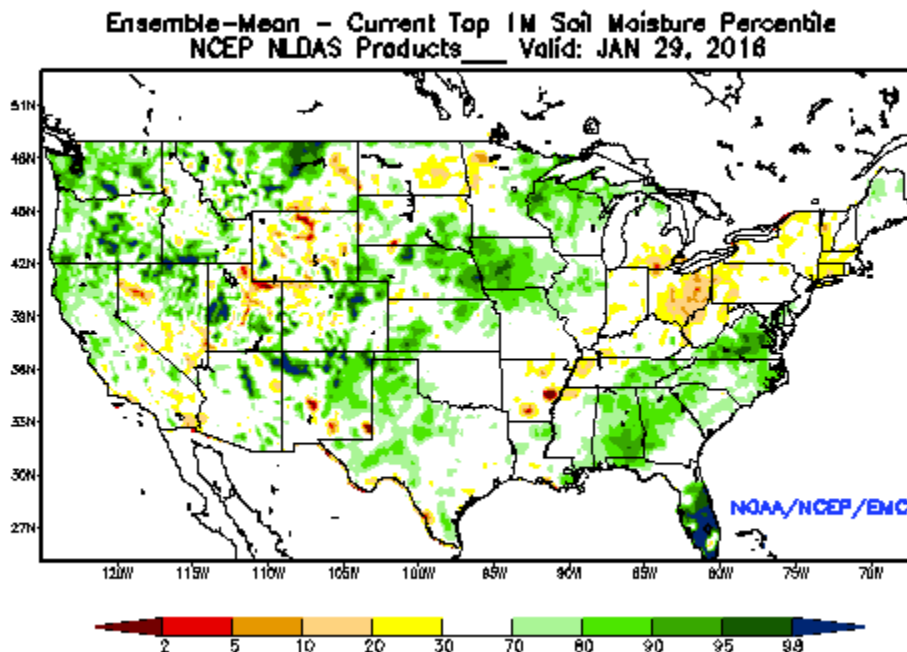 Ensemble-Mean - Current Top 1M Soil Moisture Percentile
NCEP NLDAS Products___ Valid: JAN 29, 2016
51N
48N
45N
42N
39N
36N
33N
30N
27N
NOAA/NCEP/EMC
120W 115W 110W 105W 100W 95W 90W 85W 80W 75W 70W
2 5 10 20 30 70 80 90 95 98